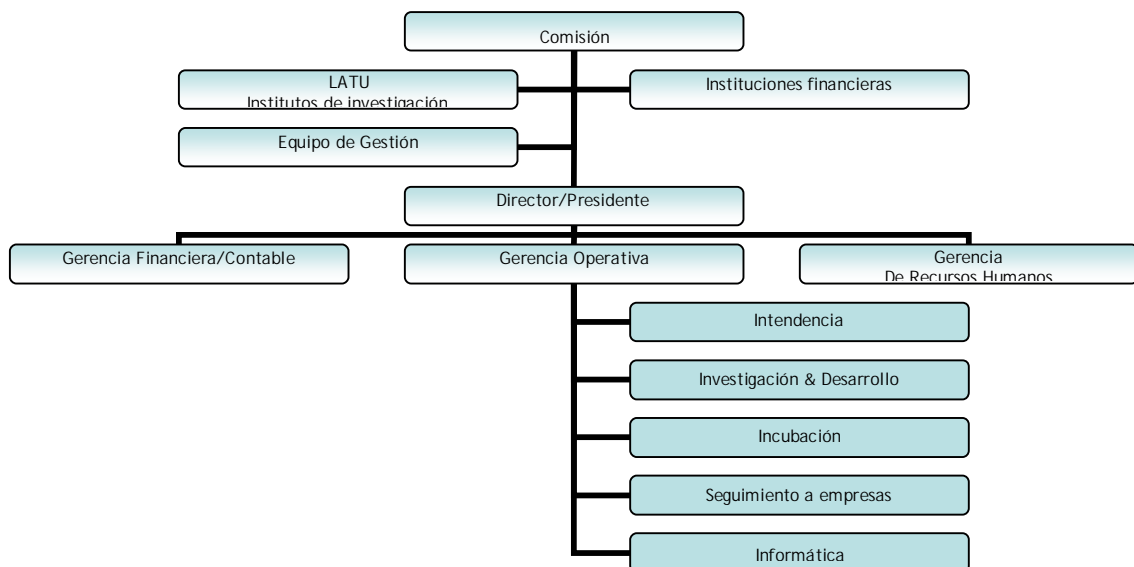 Comisión
LATU
Institutos de investigación
Instituciones financieras
Equipo de Gestión
Director/Presidente
Gerencia Financiera/Contable
Gerencia Operativa
Gerencia
De Recursos Humanos
Intendencia
Investigación & Desarrollo
Incubación
Seguimiento a empresas
Informática